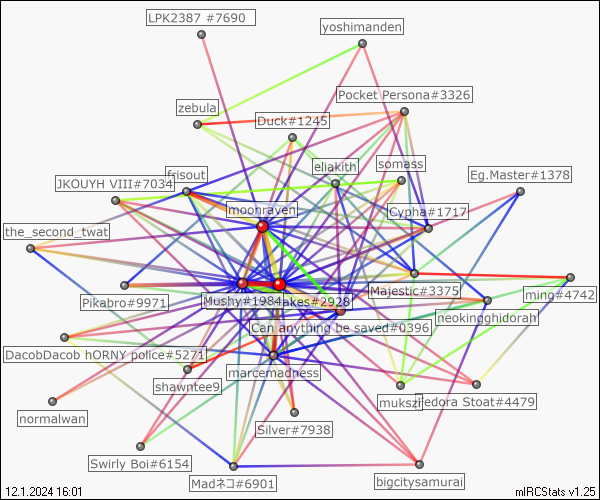 LPK2387 #7690
yoshimanden
Pocket Persona#3326
zebula
Duck#1245
eliakith
somass
Eg.Master#1378
frisout
JKOUYH VIII#7034
moonraven
Cypha#1717
the_second_twat
Majestic#3375
ming#4742
Pikabro#9971
Mushy#1984
akes#2928
neokingghidorah
Can anything be saved#0396
DacobDacob hORNY police#5271
marcemadness
shawntee9
mukszi
Fedora Stoat#4479
normalwan
Silver#7938
Swirly Boi#6154
Madネコ#6901
bigcitysamurai
12.1.2024 16:01
mIRCStats v1.25